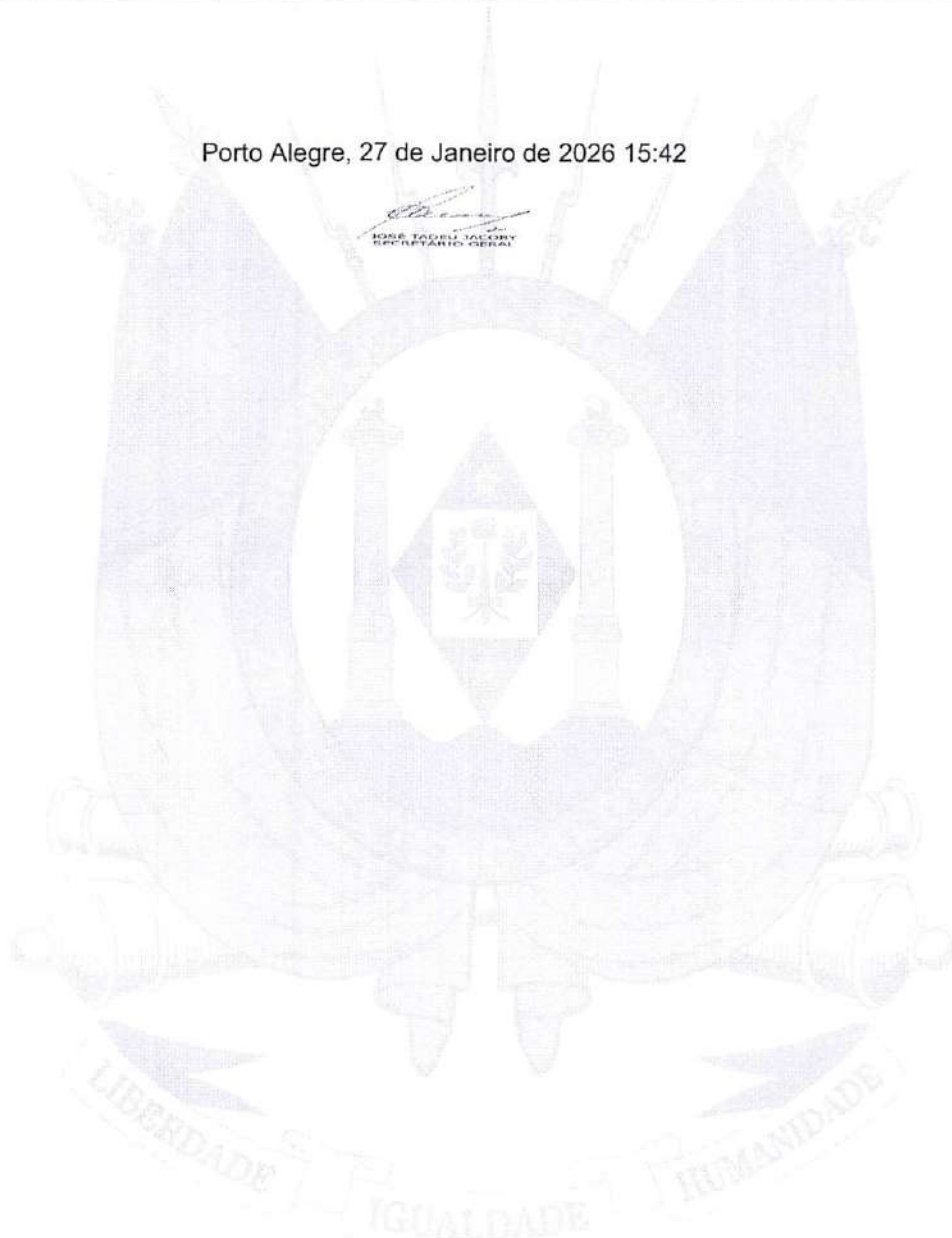 Porto Alegre, 27 de Janeiro de 2026 15:42
JOSÉ TADEU JACOBY
SECRETÁRIO GERAL
LIBERDADE
IGUALDADE
HUMANIDADE